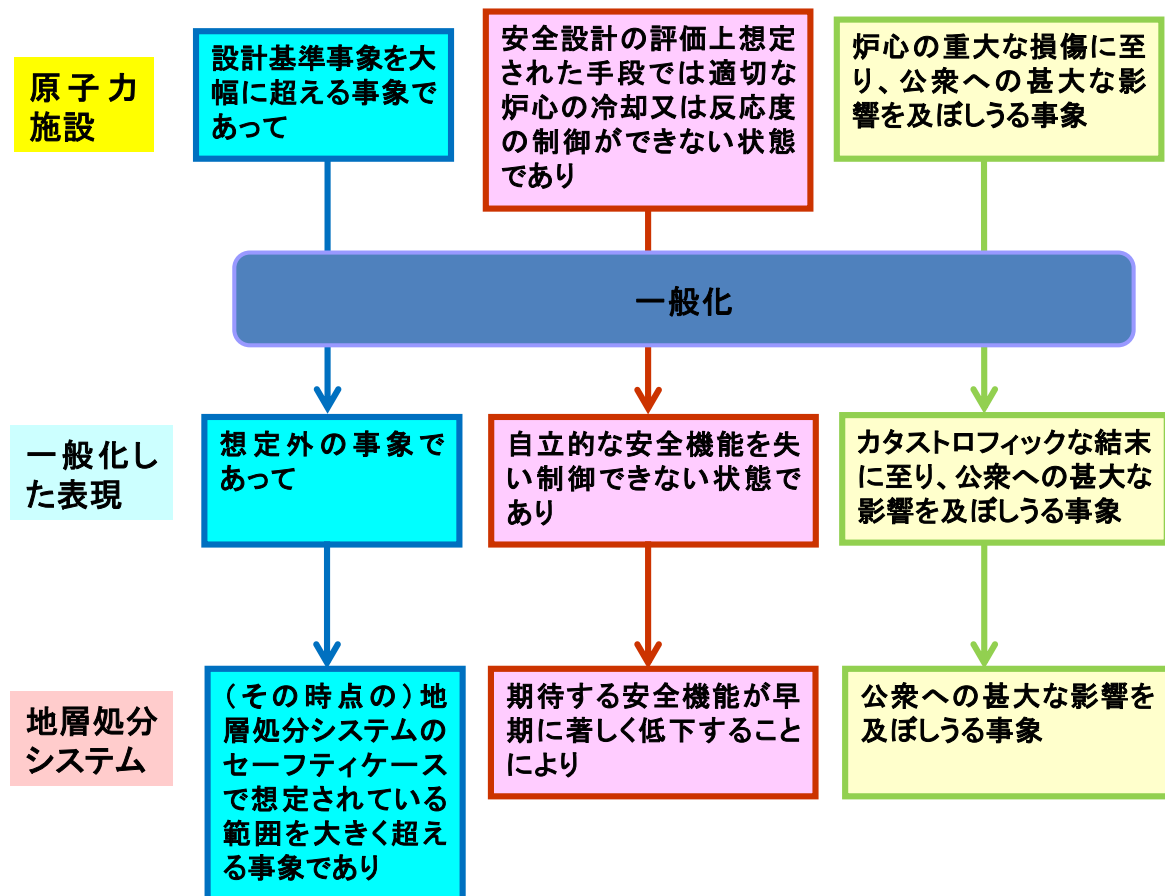 原子力
施設
設計基準事象を大
幅に超える事象で
あって
安全設計の評価上想定
された手段では適切な
炉心の冷却又は反応度
の制御ができない状態
であり
炉心の重大な損傷に至
り、公衆への甚大な影
響を及ぼしうる事象
一般化
一般化し
た表現
想定外の事象で
あって
自立的な安全機能を失
い制御できない状態で
あり
カタストロフィックな結末
に至り、公衆への甚大な
影響を及ぼしうる事象
地層処分
システム
（その時点の）地
層処分システムの
セーフティケース
で想定されている
範囲を大きく超え
る事象であり
期待する安全機能が早
期に著しく低下すること
により
公衆への甚大な影響を
及ぼしうる事象